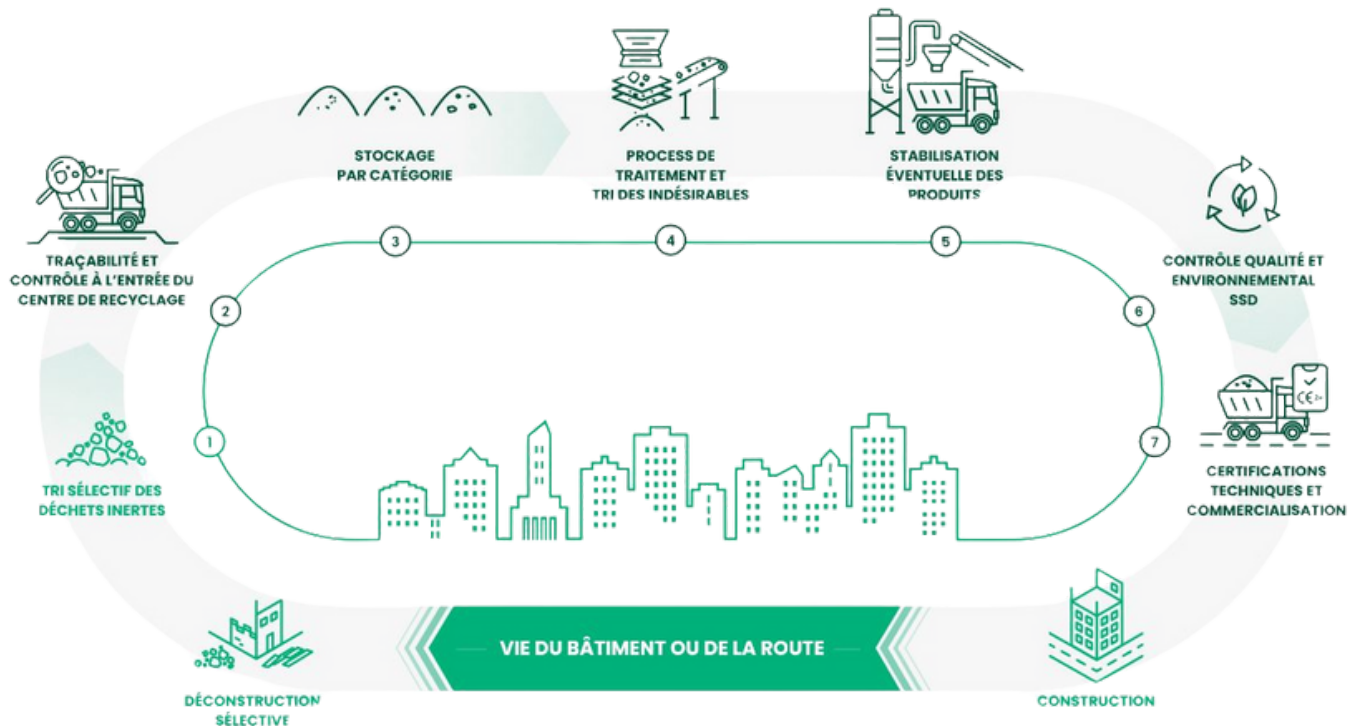 STOCKAGE
PAR CATÉGORIE
PROCESS DE
TRAITEMENT ET
TRI DES INDÉSIRABLES
STABILISATION
ÉVENTUELLE DES
PRODUITS
TRAÇABILITÉ ET
CONTRÔLE À L'ENTRÉE DU
CENTRE DE RECYCLAGE
CONTRÔLE QUALITÉ ET
ENVIRONNEMENTAL
SSD
3
4
5
2
6
1
7
CE 2+
TRI SÉLECTIF DES
DÉCHETS INERTES
CERTIFICATIONS
TECHNIQUES ET
COMMERCIALISATION
VIE DU BÂTIMENT OU DE LA ROUTE
DÉCONSTRUCTION
SÉLECTIVE
CONSTRUCTION